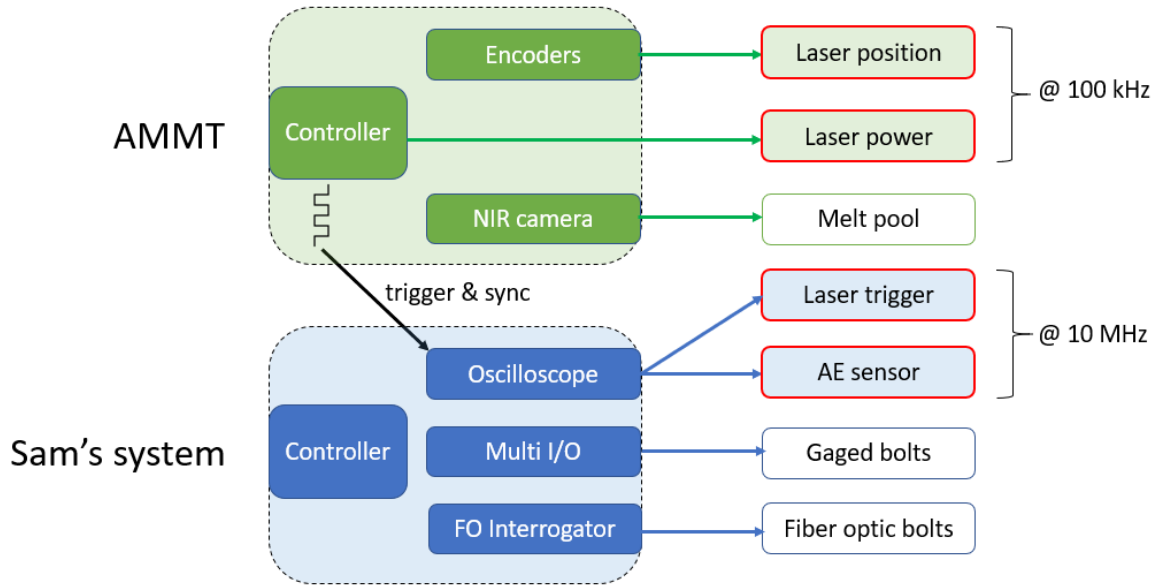 Encoders
Laser position
@ 100 kHz
AMMT
Controller
Laser power
NIR camera
Melt pool
trigger & sync
Laser trigger
@ 10 MHz
Oscilloscope
AE sensor
Sam's system
Controller
Multi I/O
Gaged bolts
FO Interrogator
Fiber optic bolts